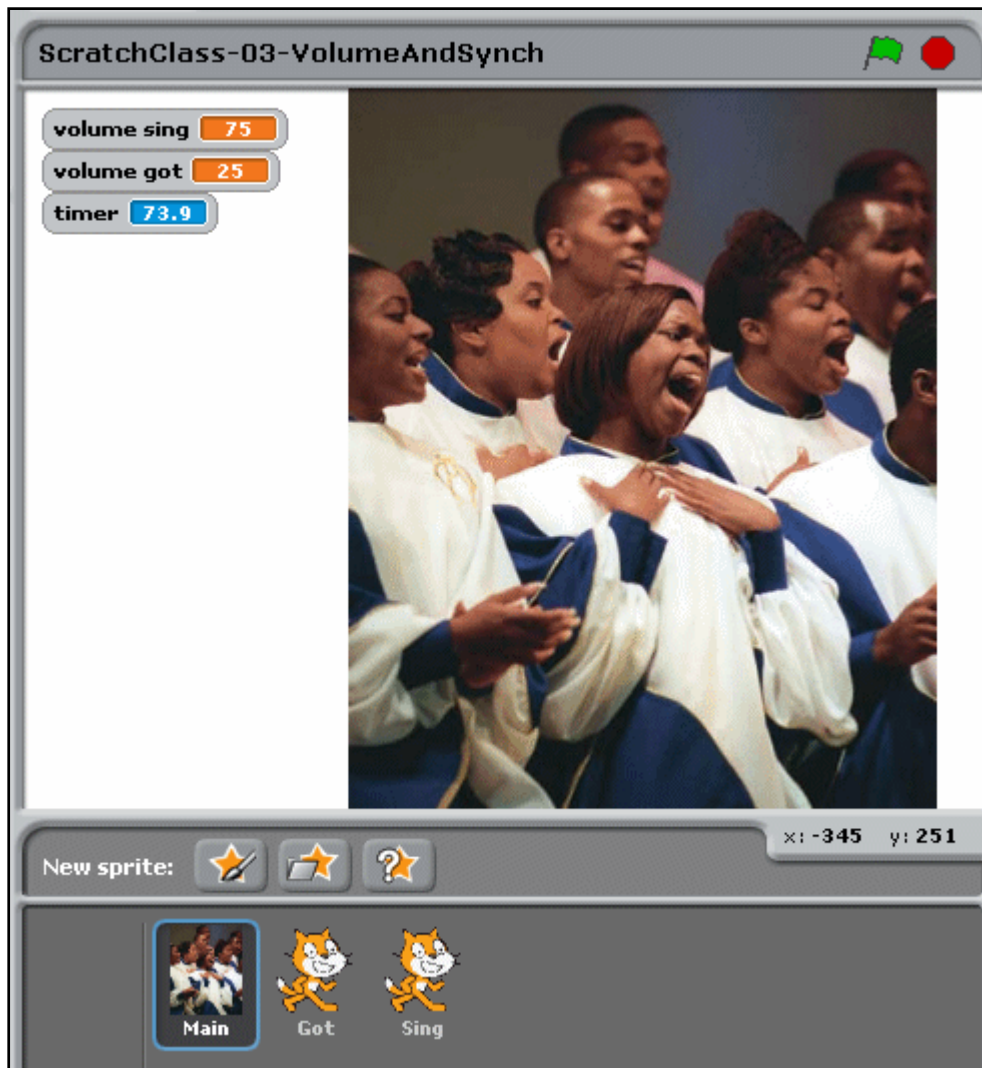 ScratchClass-03-VolumeAndSynch
volume sing 75
volume got 25
timer 73.9
x: -345 y: 251
New sprite:
Main Got Sing